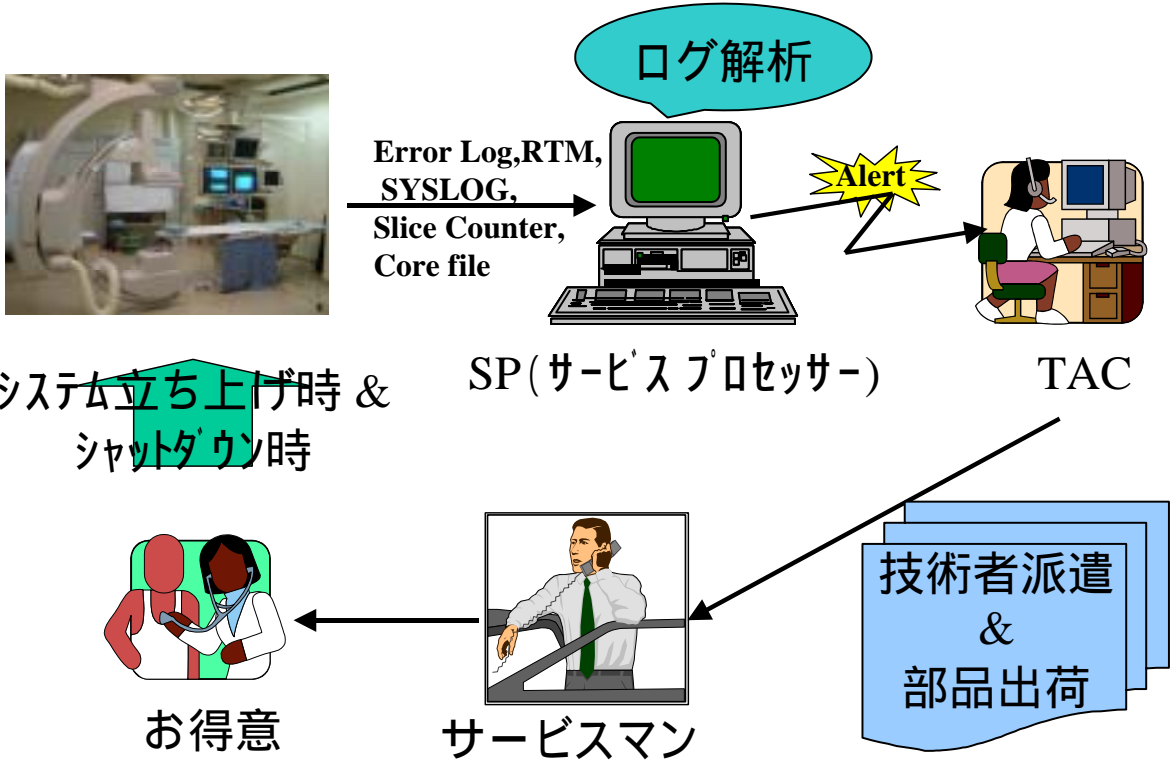 ログ解析
Error Log,RTM,
SYSLOG,
Slice Counter,
Core file
Alert
SP(サービス プロセッサー)
TAC
システム立ち上げ時 &
シャットダウン時
技術者派遣
&
部品出荷
お得意
サービスマン